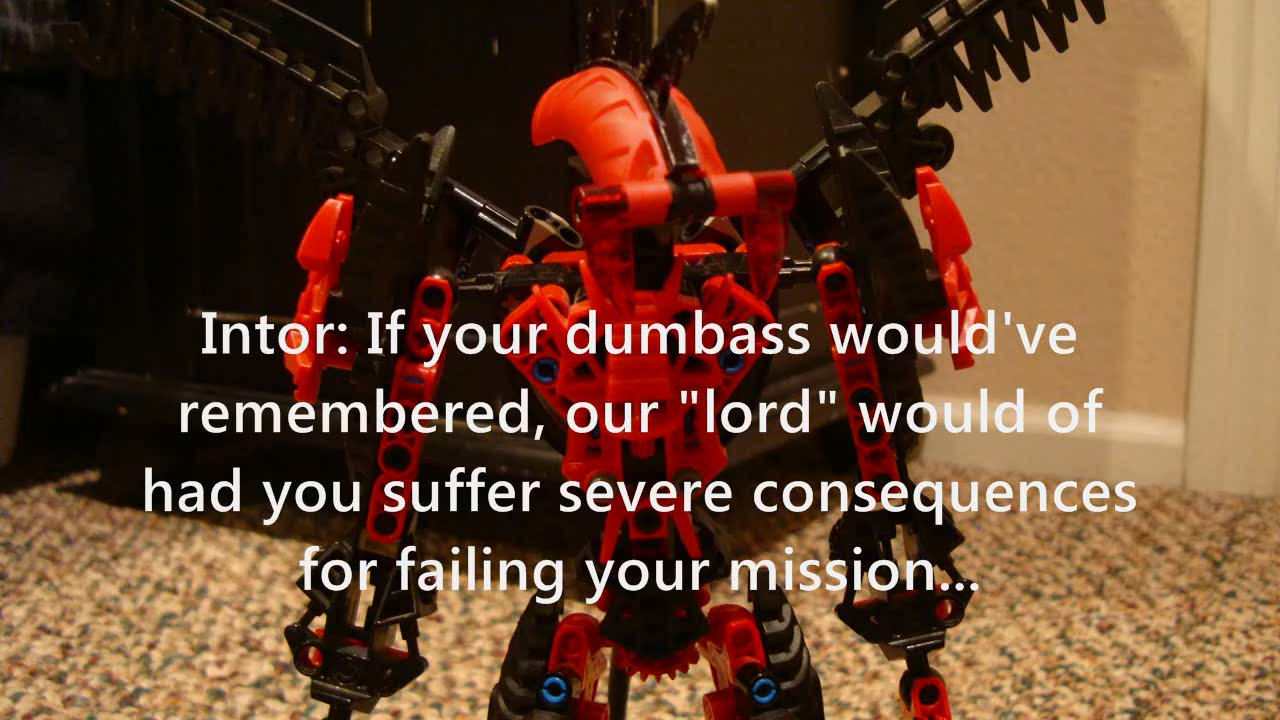 Intor: If your dumbass would've
remembered, our "lord" would of
had you suffer severe consequences
for failing your mission...